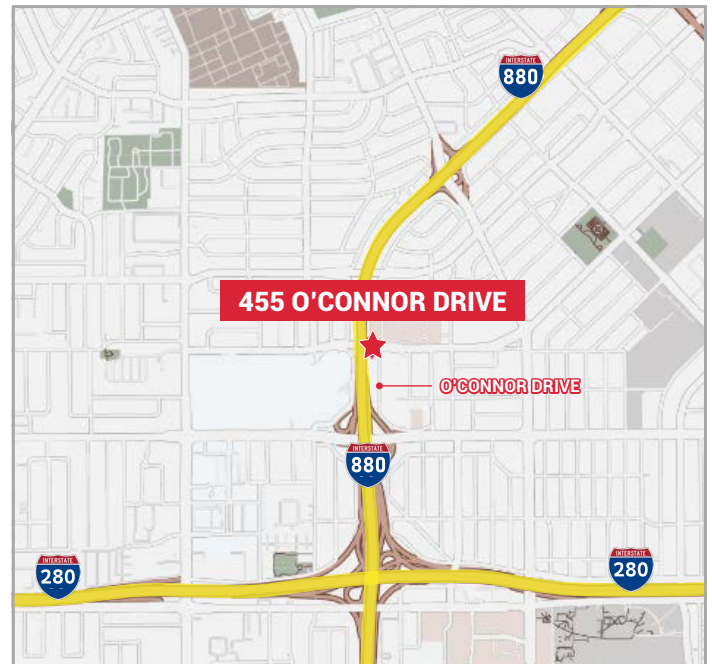 INTERSTATE
880
455 O'CONNOR DRIVE
O'CONNOR DRIVE
INTERSTATE
880
INTERSTATE
280
INTERSTATE
280